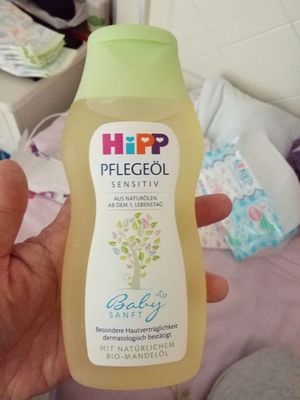 HiPP
PFLEGEÖL
SENSITIV
AUS NATURÖLEN
AB DEM 1. LEBENSTAG
Baby
SANFT
Besondere Hautverträglichkeit
dermatologisch bestätigt
MIT NATÜRLICHEM
BIO-MANDELÖL